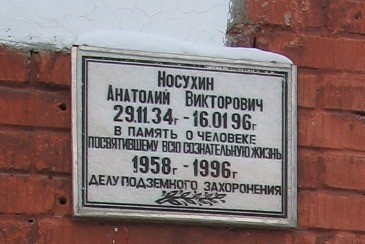 Носухин
Анатолий Викторович
29.11.34г - 16.01.96г
в память о человеке
посвятившему всю сознательную жизнь
1958г - 1996г
делу подземного захоронения